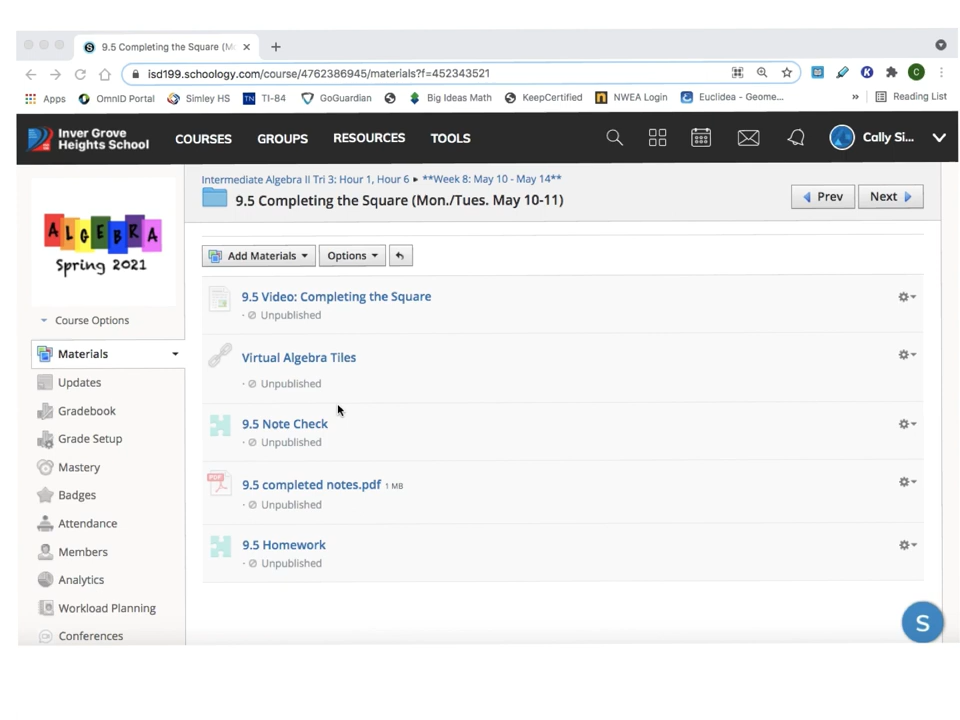 9.5 Completing the Square (M
isd199.schoology.com/course/4762386945/materials?f=452343521
C
Apps OmniID Portal Simley HS TN TI-84 GoGuardian Big Ideas Math KeepCertified NWEA Login Euclidea - Geome... » Reading List
Inver Grove
Heights School
COURSES GROUPS RESOURCES TOOLS Cally Si...
Intermediate Algebra II Tri 3: Hour 1, Hour 6 ▸ **Week 8: May 10 - May 14**
9.5 Completing the Square (Mon./Tues. May 10-11)
Prev Next
ALGEBRA
Spring 2021
Add Materials Options
Course Options
Materials
Updates
Gradebook
Grade Setup
Mastery
Badges
Attendance
Members
Analytics
Workload Planning
Conferences
9.5 Video: Completing the Square
· Unpublished
Virtual Algebra Tiles
· Unpublished
9.5 Note Check
· Unpublished
PDF
9.5 completed notes.pdf 1 MB
· Unpublished
9.5 Homework
· Unpublished
S